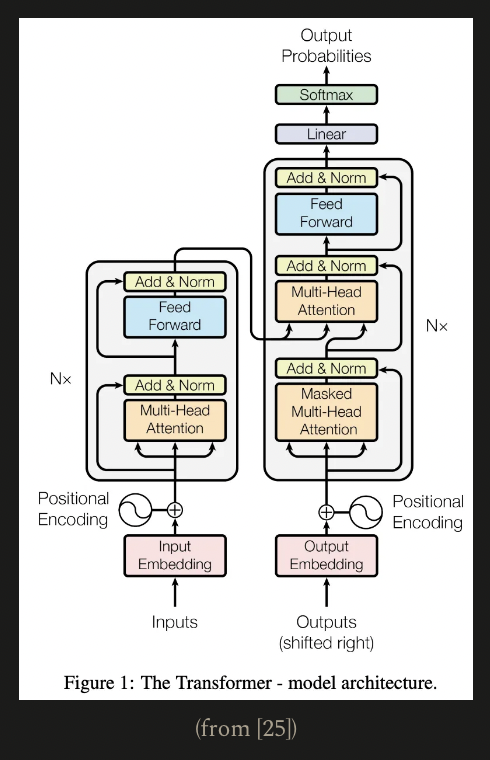 Output
Probabilities
Softmax
Linear
Add & Norm
Feed
Forward
Add & Norm
Multi-Head
Attention
Nx
Add & Norm
Masked
Multi-Head
Attention
Add & Norm
Feed
Forward
Nx
Add & Norm
Multi-Head
Attention
Positional
Encoding
Positional
Encoding
Input
Embedding
Output
Embedding
Inputs
Outputs
(shifted right)
Figure 1: The Transformer - model architecture.
(from [25])